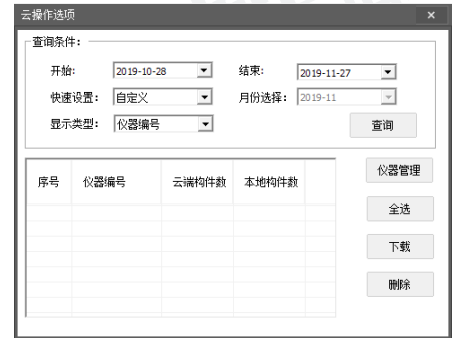 云操作选项
查询条件：
开始： 2019-10-28 结束： 2019-11-27
快速设置： 自定义 月份选择： 2019-11
显示类型： 仪器编号 查询
序号 仪器编号 云端构件数 本地构件数
仪器管理
全选
下载
删除